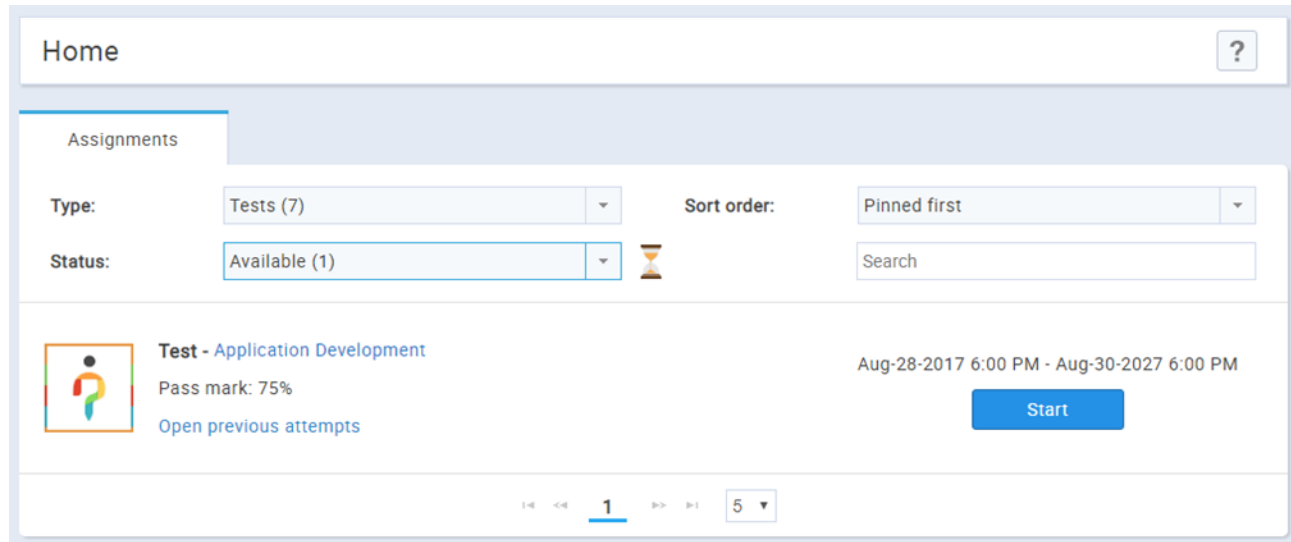 Home ?
Assignments
Type: Tests (7) Sort order: Pinned first
Status: Available (1) Search
Test - Application Development
Pass mark: 75%
Open previous attempts
Aug-28-2017 6:00 PM - Aug-30-2027 6:00 PM
Start
1 5